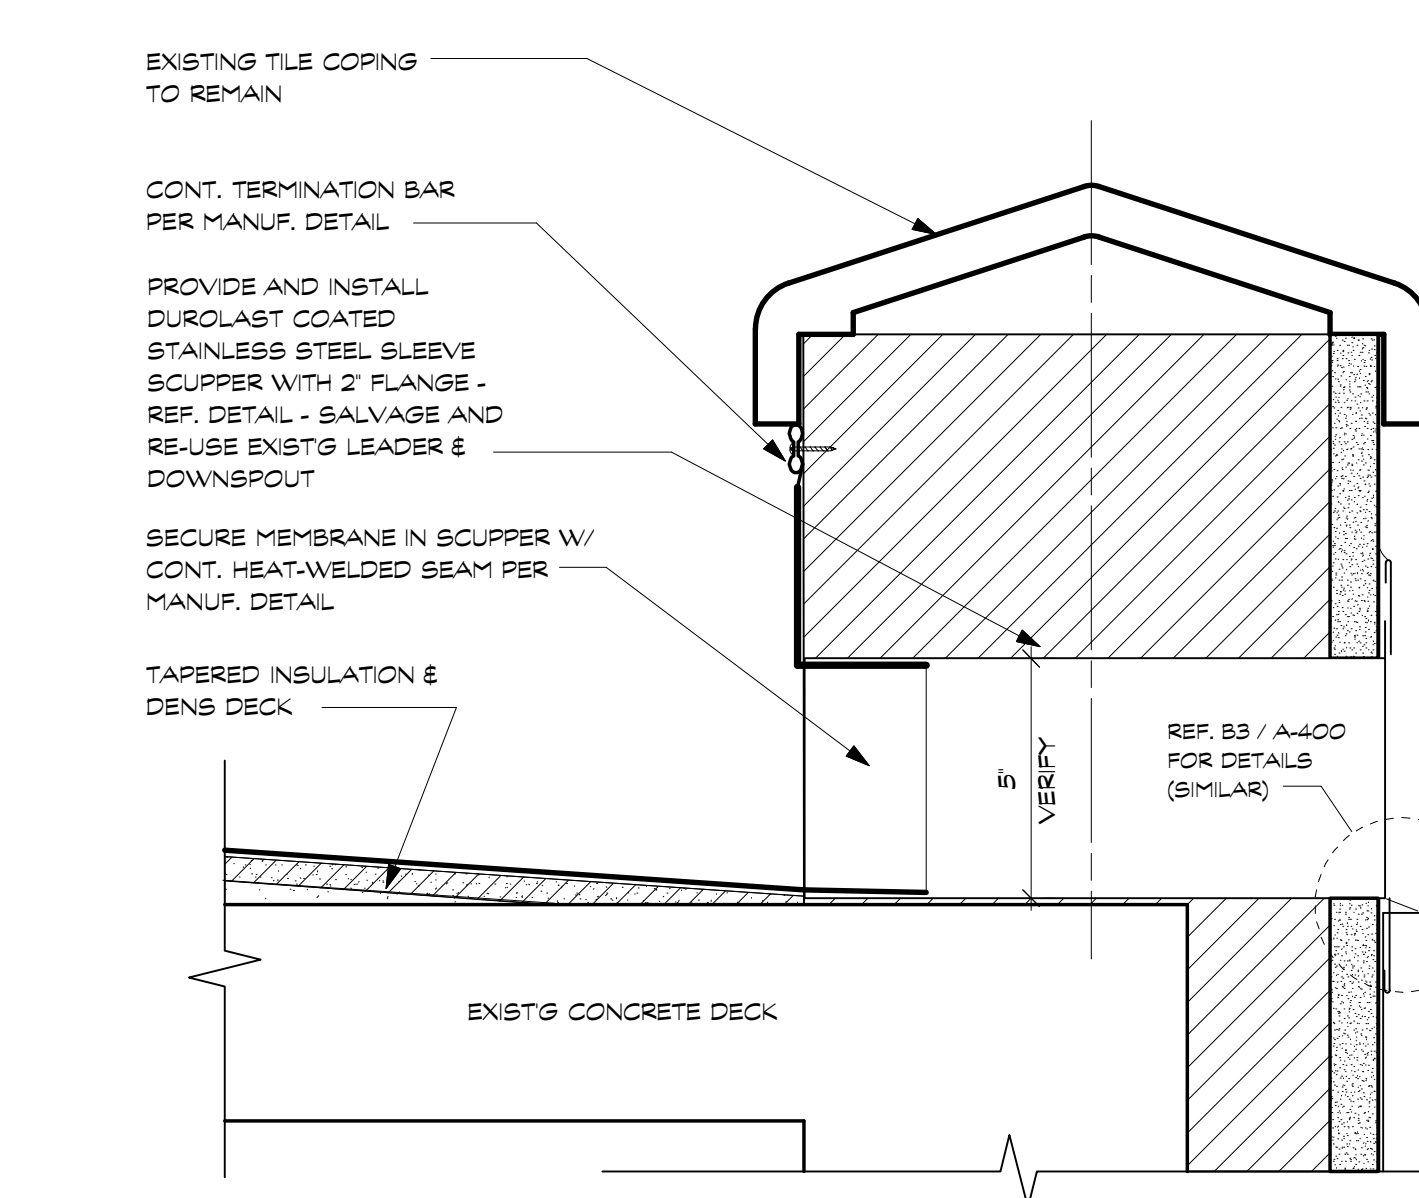 EXISTING TILE COPING
TO REMAIN
CONT. TERMINATION BAR
PER MANUF. DETAIL
PROVIDE AND INSTALL
DUROLAST COATED
STAINLESS STEEL SLEEVE
SCUPPER WITH 2" FLANGE -
REF. DETAIL - SALVAGE AND
RE-USE EXIST'G LEADER &
DOWNSPOUT
SECURE MEMBRANE IN SCUPPER W/
CONT. HEAT-WELDED SEAM PER
MANUF. DETAIL
TAPERED INSULATION &
DENS DECK
5"
VERIFY
REF. B3 / A-400
FOR DETAILS
(SIMILAR)
EXIST'G CONCRETE DECK